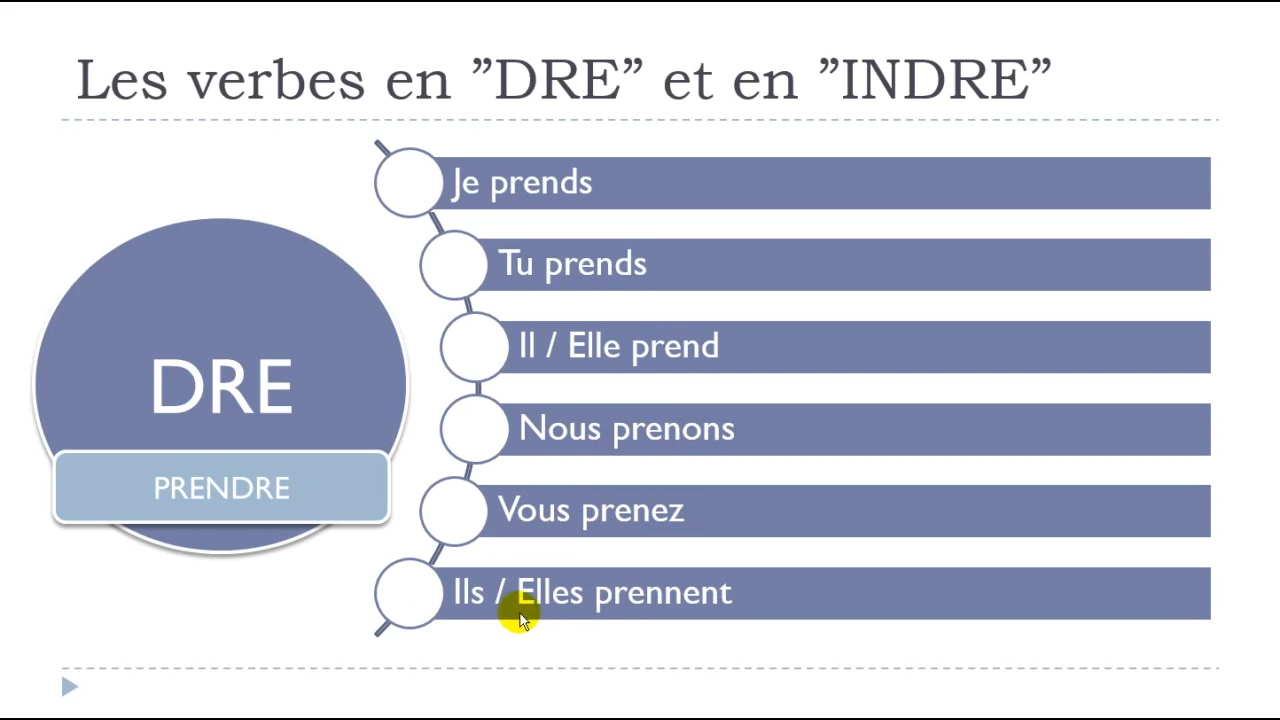 Les verbes en ”DRE” et en ”INDRE”
DRE
PRENDRE
Je prends
Tu prends
Il / Elle prend
Nous prenons
Vous prenez
Ils / Elles prennent